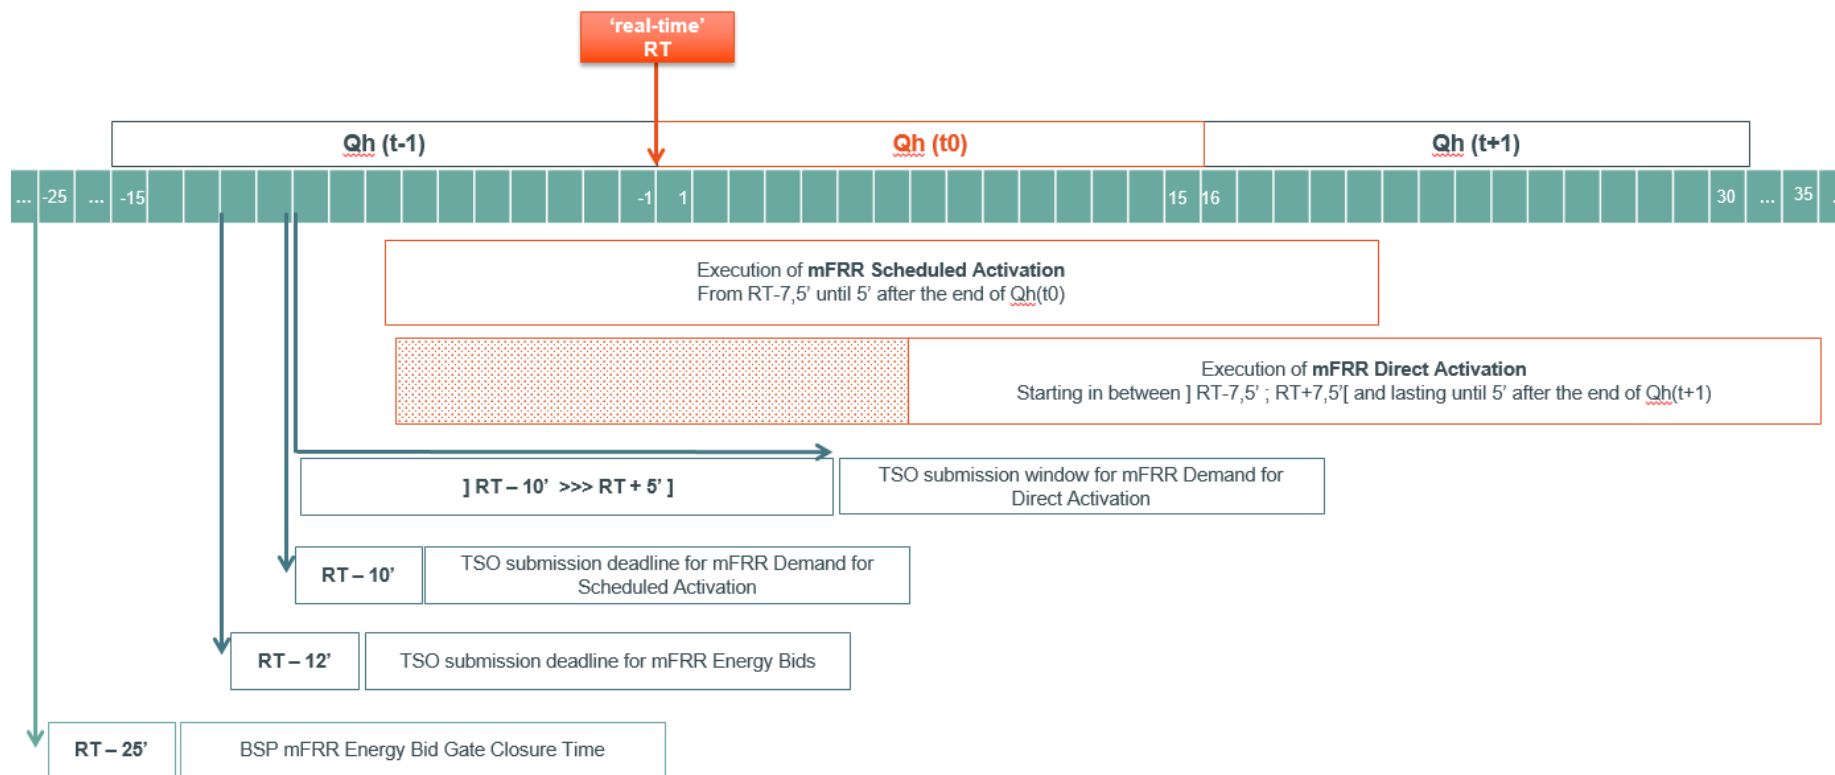 ‘real-time’
RT
Qh (t-1) Qh (t0) Qh (t+1)
... -25 ... -15 -1 1 15 16 30 ... 35
Execution of mFRR Scheduled Activation
From RT-7,5’ until 5’ after the end of Qh(t0)
Execution of mFRR Direct Activation
Starting in between ] RT-7,5’ ; RT+7,5’[ and lasting until 5’ after the end of Qh(t+1)
] RT – 10’ >>> RT + 5’ ]
TSO submission window for mFRR Demand for
Direct Activation
RT – 10’
TSO submission deadline for mFRR Demand for
Scheduled Activation
RT – 12’
TSO submission deadline for mFRR Energy Bids
RT – 25’
BSP mFRR Energy Bid Gate Closure Time